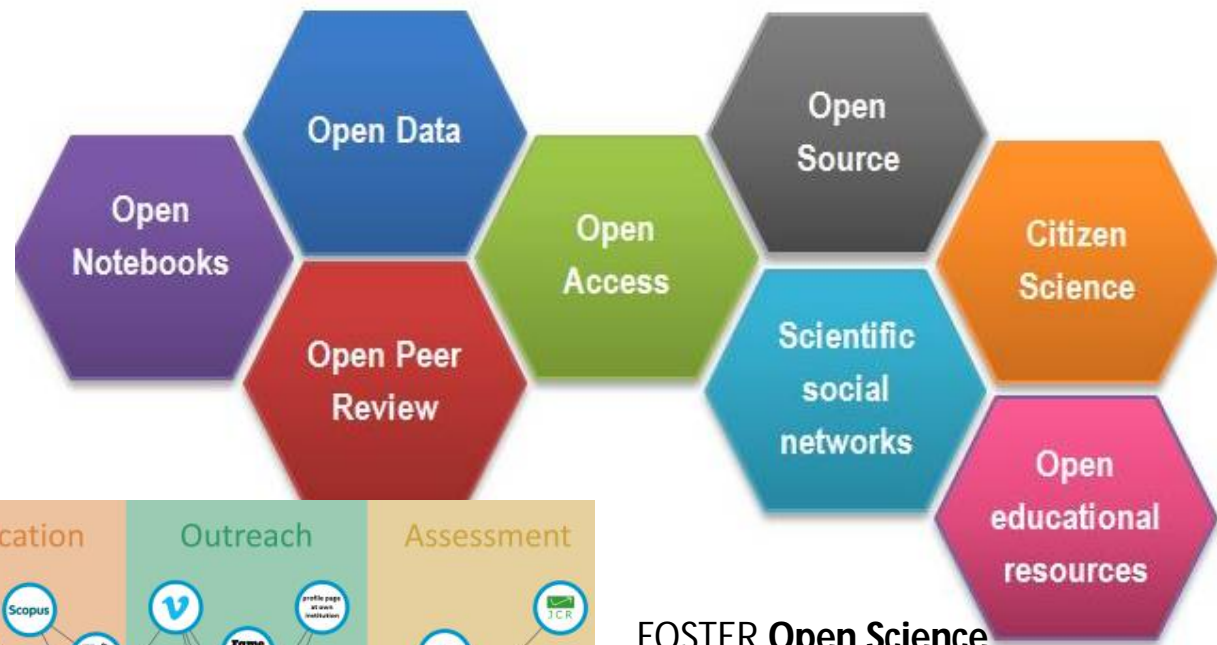 Open Data
Open
Source
Open
Notebooks
Open
Access
Citizen
Science
Open Peer
Review
Scientific
social
networks
Open
educational
resources
cation
Outreach
Assessment
Scopus
profile page
at own
institution
JCR
FOSTER Open Science